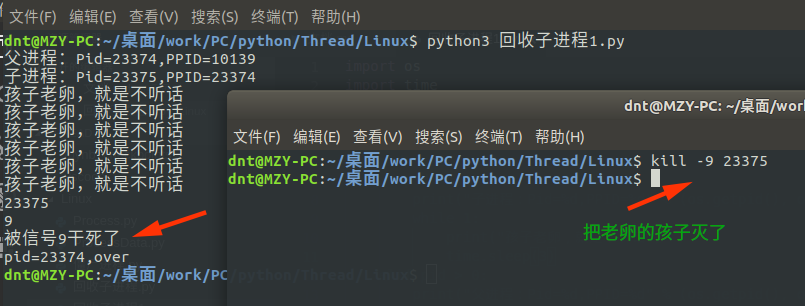 文件(F) 编辑(E) 查看(V) 搜索(S) 终端(T) 帮助(H)
dnt@MZY-PC:~/桌面/work/PC/python/Thread/Linux$ python3 回收子进程1.py
父进程：Pid=23374,PPID=10139
子进程：Pid=23375,PPID=23374
孩子老卵，就是不听话
孩子老卵，就是不听话
孩子老卵，就是不听话
孩子老卵，就是不听话
孩子老卵，就是不听话
孩子老卵，就是不听话
23375
9
被信号9干死了
pid=23374,over
dnt@MZY-PC:~/桌面/work/PC/python/Thread/Linux$
dnt@MZY-PC: ~/桌面/work
文件(F) 编辑(E) 查看(V) 搜索(S) 终端(T) 帮助(H)
dnt@MZY-PC:~/桌面/work/PC/python/Thread/Linux$ kill -9 23375
dnt@MZY-PC:~/桌面/work/PC/python/Thread/Linux$
把老卵的孩子灭了